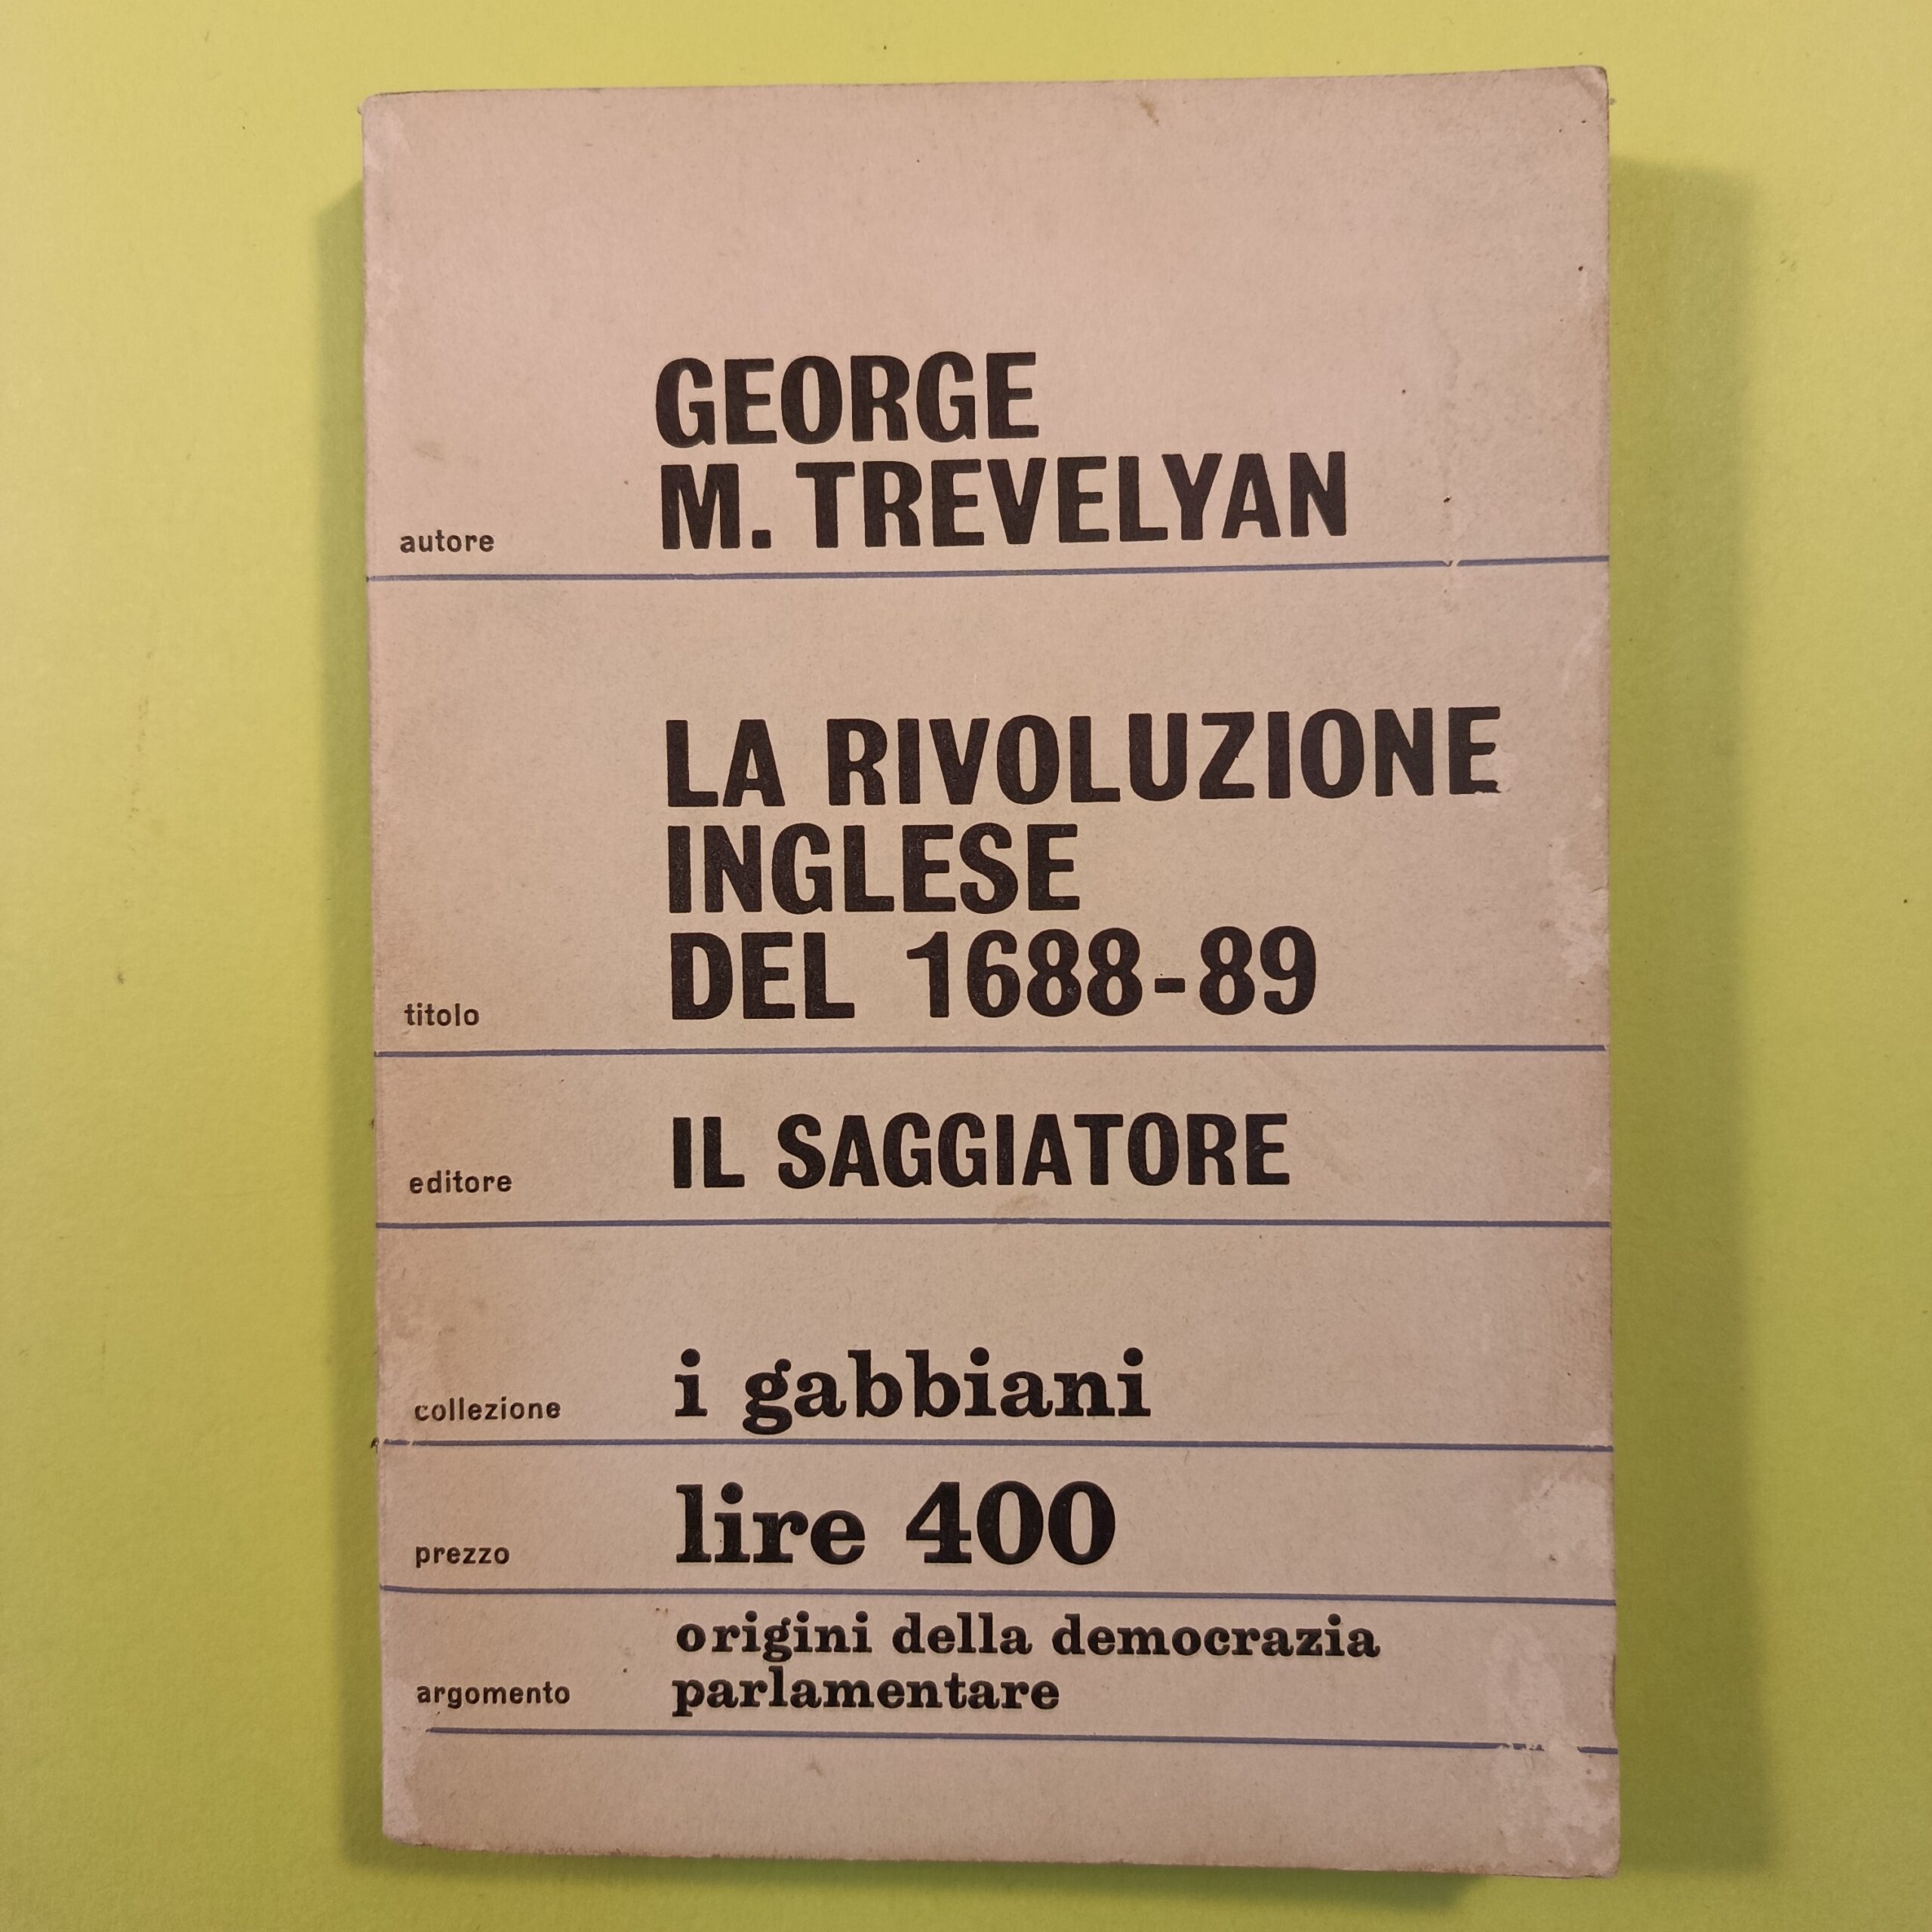 GEORGE
M. TREVELYAN
autore
LA RIVOLUZIONE
INGLESE
DEL 1688-89
titolo
IL SAGGIATORE
editore
i gabbiani
collezione
lire 400
prezzo
origini della democrazia
parlamentare
argomento